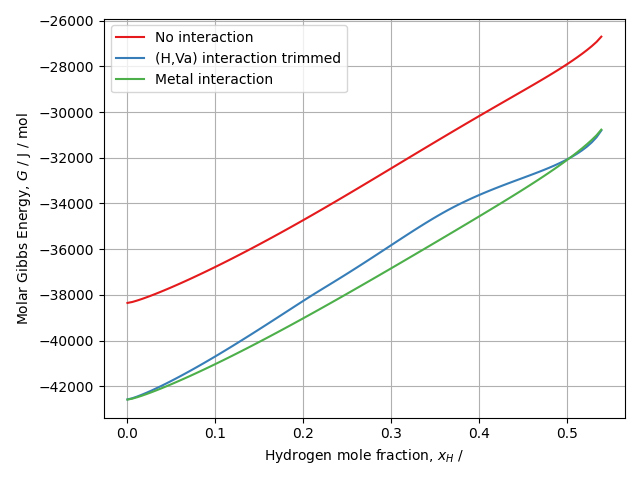 No interaction
(H,Va) interaction trimmed
Metal interaction
−26000
−28000
−30000
−32000
−34000
−36000
−38000
−40000
−42000
Molar Gibbs Energy, G / J / mol
0.0 0.1 0.2 0.3 0.4 0.5
Hydrogen mole fraction, x_H /